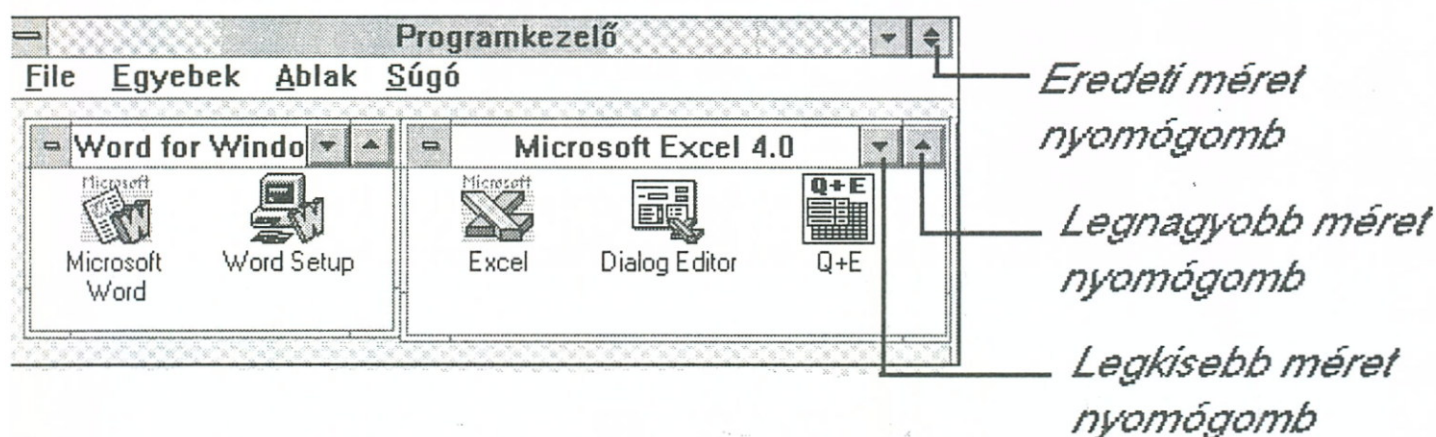 Programkezelő
File Egyebek Ablak Súgó
Word for Windo
Microsoft Excel 4.0
Microsoft
Microsoft
Word
Word Setup
Microsoft
Excel
Dialog Editor
Q+E
Q+E
Eredeti méret
nyomógomb
Legnagyobb méret
nyomógomb
Legkisebb méret
nyomógomb